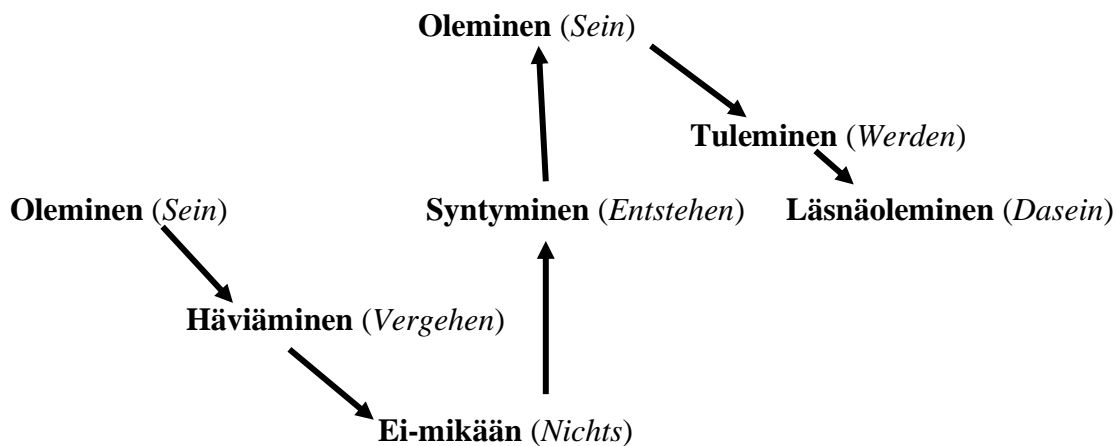 Oleminen (Sein)
Tuleminen (Werden)
Oleminen (Sein)
Syntyminen (Entstehen)
Läsnäoleminen (Dasein)
Häviäminen (Vergehen)
Ei-mikään (Nichts)